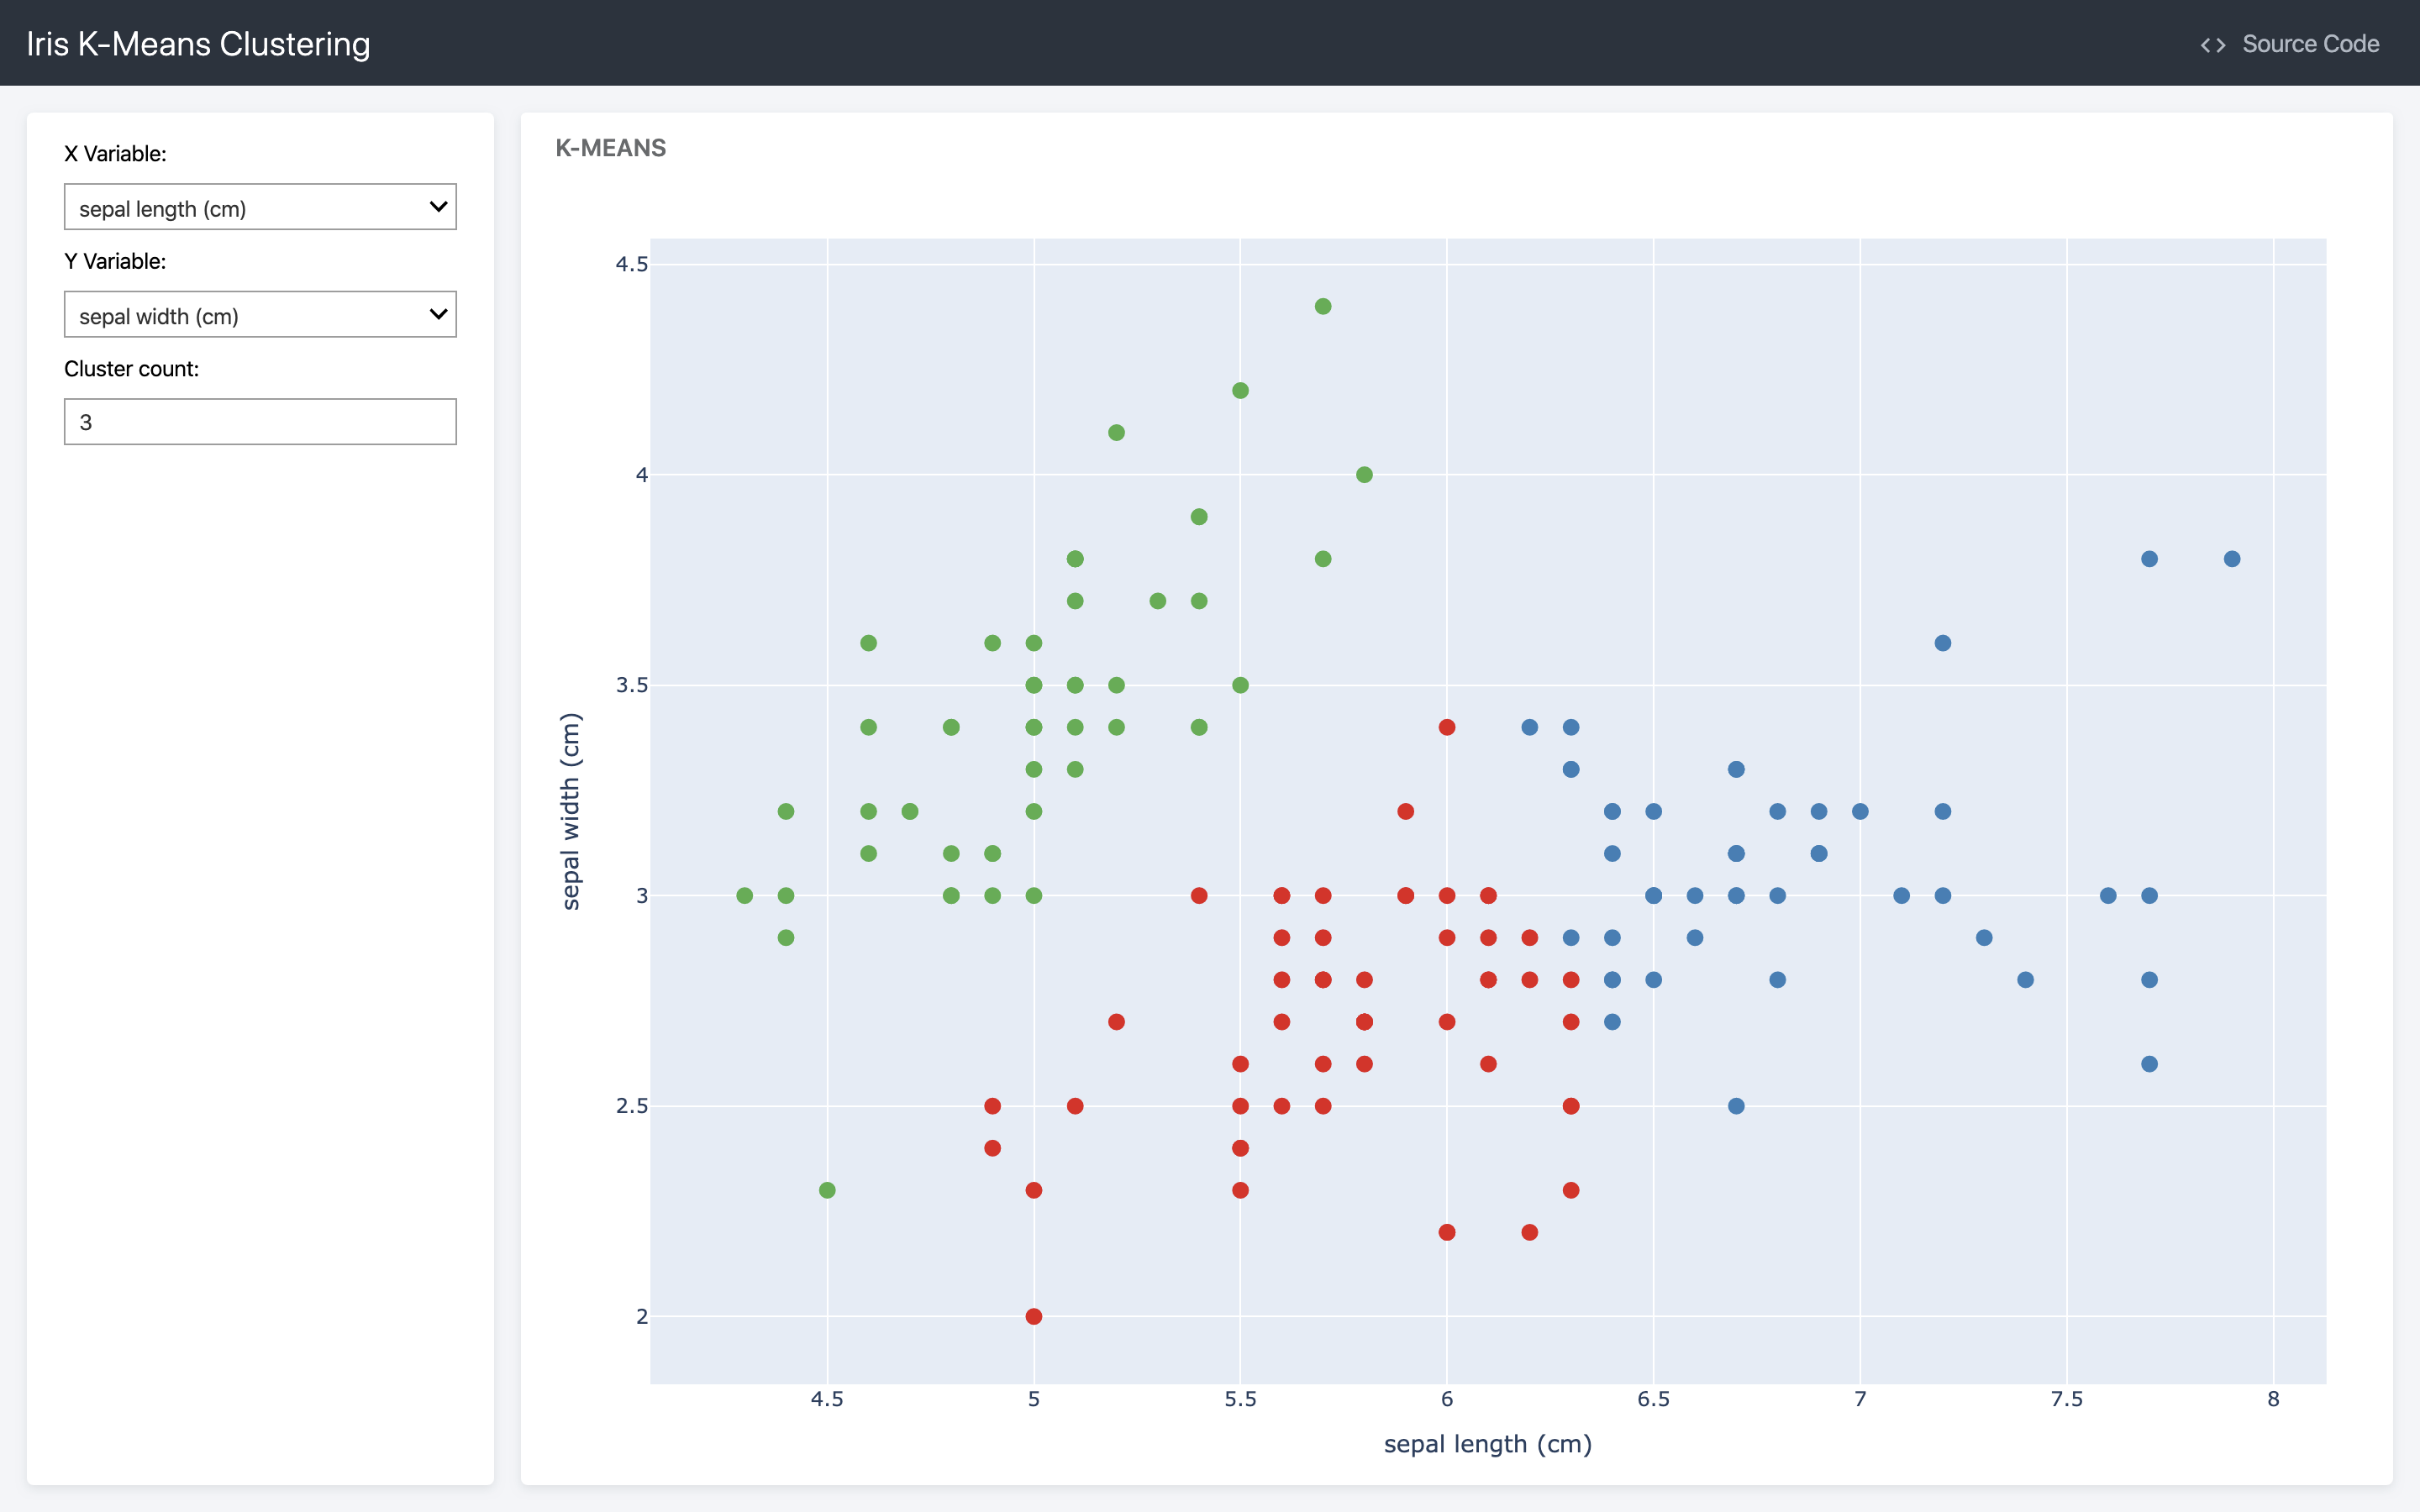 Iris K-Means Clustering
Source Code
X Variable:
sepal length (cm)
Y Variable:
sepal width (cm)
Cluster count:
3
K-MEANS
4.5
4
3.5
3
2.5
2
sepal width (cm)
4.5 5 5.5 6 6.5 7 7.5 8
sepal length (cm)